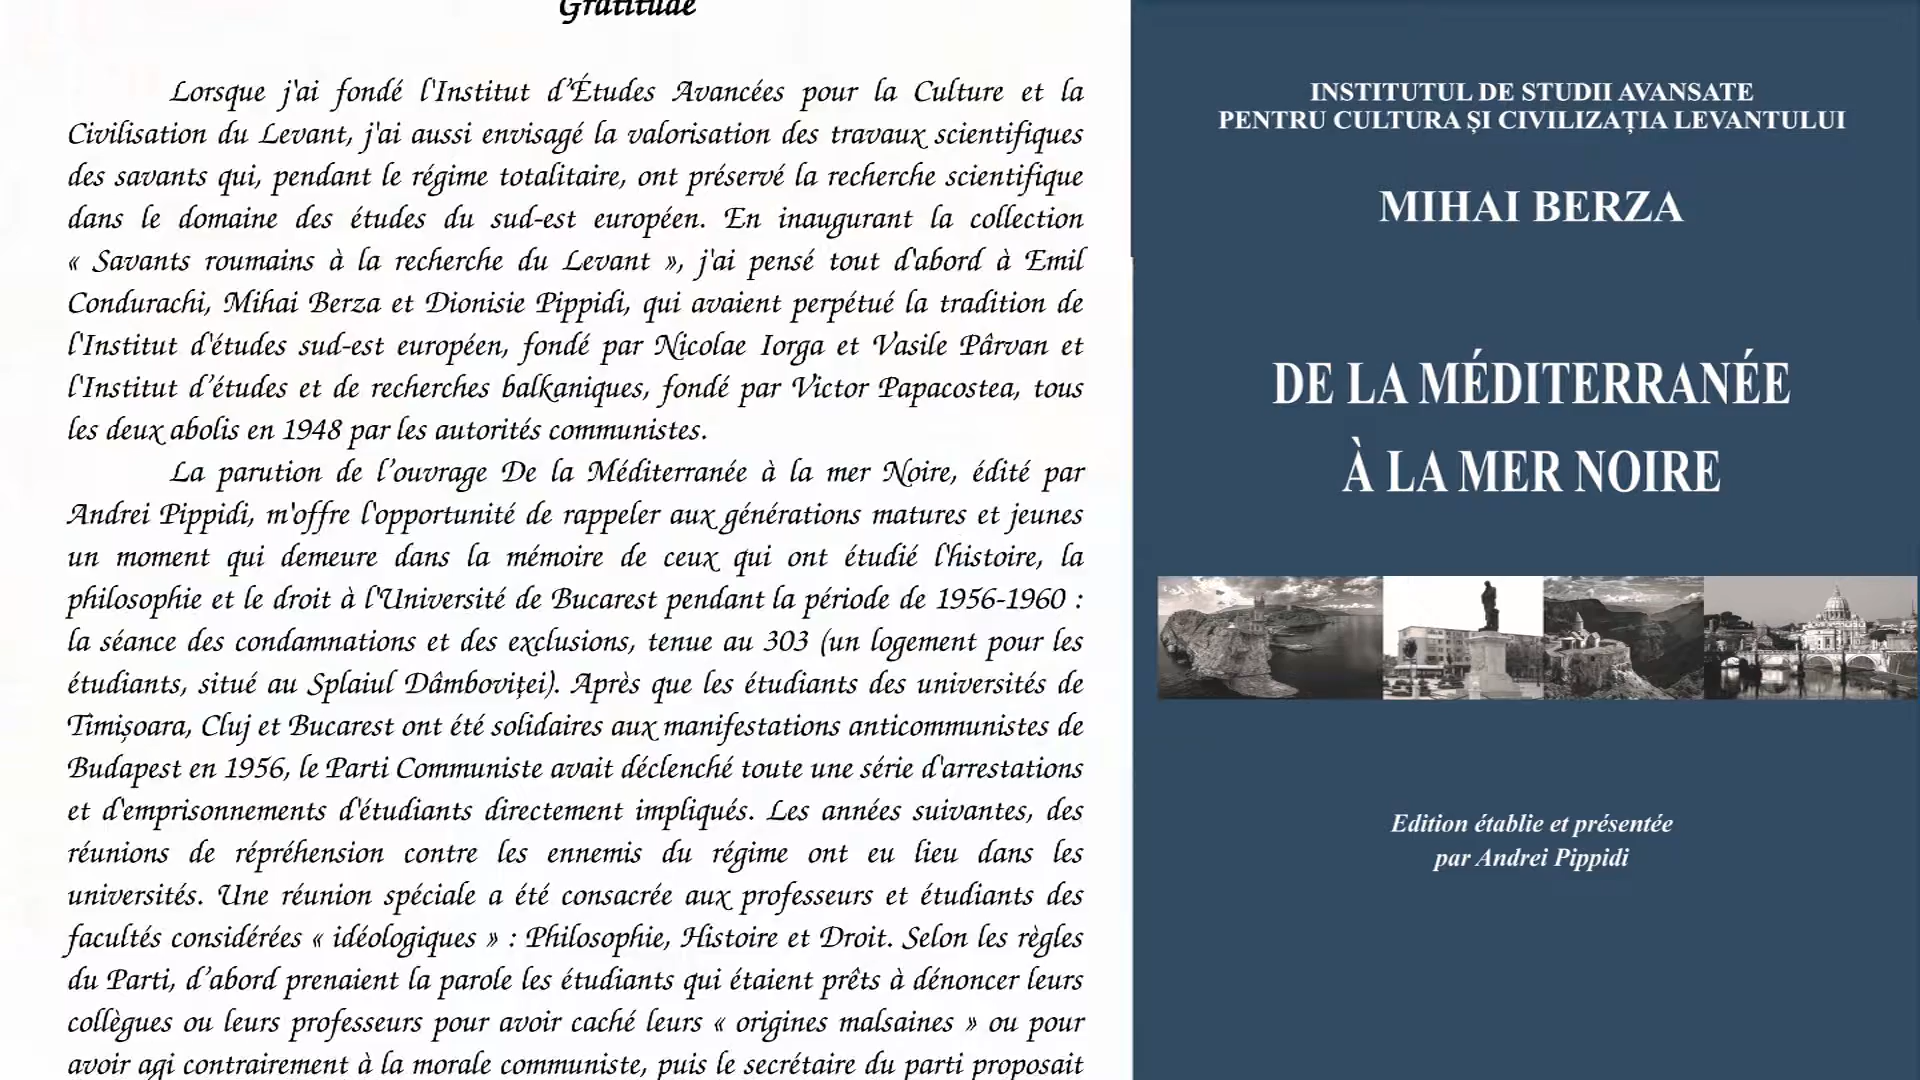 Gratitude
Lorsque j'ai fondé l'Institut d'Études Avancées pour la Culture et la
Civilisation du Levant, j'ai aussi envisagé la valorisation des travaux scientifiques
des savants qui, pendant le régime totalitaire, ont préservé la recherche scientifique
dans le domaine des études du sud-est européen. En inaugurant la collection
« Savants roumains à la recherche du Levant », j'ai pensé tout d'abord à Emil
Condurachi, Mihai Berza et Dionisie Pippidi, qui avaient perpétué la tradition de
l'Institut d'études sud-est européen, fondé par Nicolae Iorga et Vasile Pârvan et
l'Institut d’études et de recherches balkaniques, fondé par Victor Papacostea, tous
les deux abolis en 1948 par les autorités communistes.
La parution de l’ouvrage De la Méditerranée à la mer Noire, édité par
Andrei Pippidi, m'offre l'opportunité de rappeler aux générations matures et jeunes
un moment qui demeure dans la mémoire de ceux qui ont étudié l'histoire, la
philosophie et le droit à l'Université de Bucarest pendant la période de 1956-1960 :
la séance des condamnations et des exclusions, tenue au 303 (un logement pour les
étudiants, situé au Splaiul Dâmboviței). Après que les étudiants des universités de
Timișoara, Cluj et Bucarest ont été solidaires aux manifestations anticommunistes de
Budapest en 1956, le Parti Communiste avait déclenché toute une série d'arrestations
et d'emprisonnements d'étudiants directement impliqués. Les années suivantes, des
réunions de répréhension contre les ennemis du régime ont eu lieu dans les
universités. Une réunion spéciale a été consacrée aux professeurs et étudiants des
facultés considérées « idéologiques » : Philosophie, Histoire et Droit. Selon les règles
du Parti, d’abord prenaient la parole les étudiants qui étaient prêts à dénoncer leurs
collègues ou leurs professeurs pour avoir caché leurs « origines malsaines » ou pour
avoir agi contrairement à la morale communiste, puis le secrétaire du parti proposait
INSTITUTUL DE STUDII AVANSATE
PENTRU CULTURA ȘI CIVILIZAȚIA LEVANTULUI
MIHAI BERZA
DE LA MÉDITERRANÉE
À LA MER NOIRE
Edition établie et présentée
par Andrei Pippidi